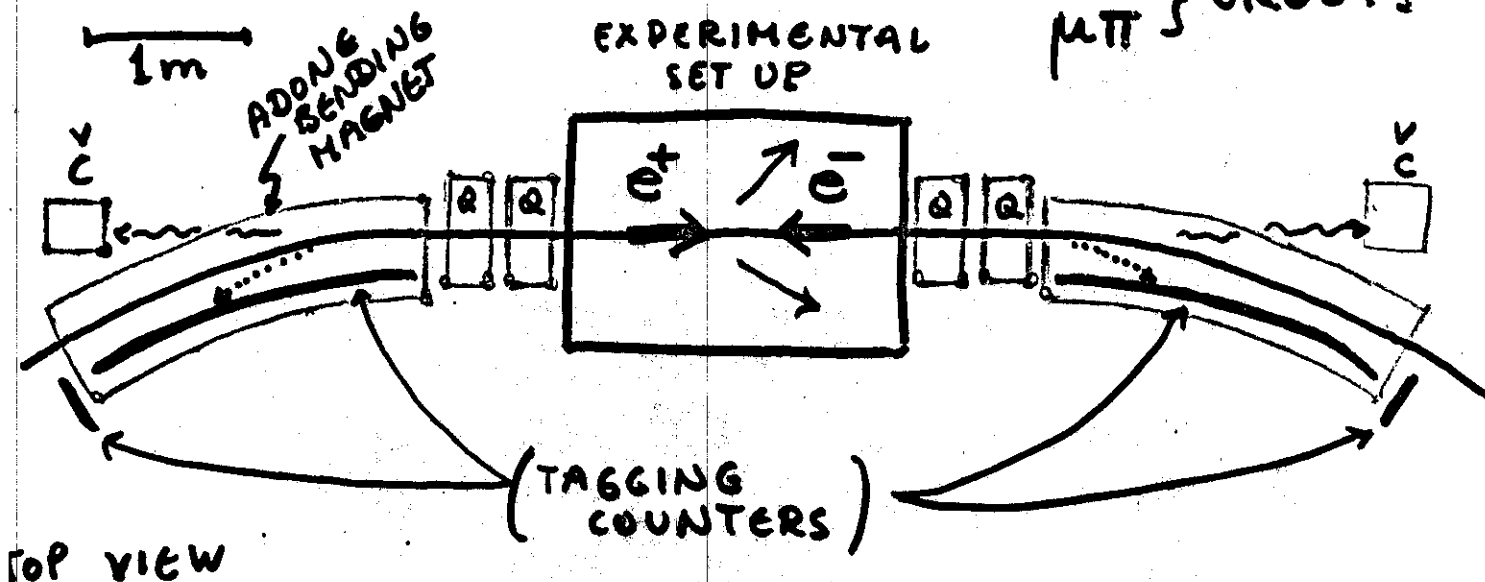 1m
ADONE
BENDING
MAGNET
EXPERIMENTAL
SET UP
μπ
Č
Č
e⁺
e⁻
Q
Q
Q
Q
(TAGGING
COUNTERS)
TOP VIEW